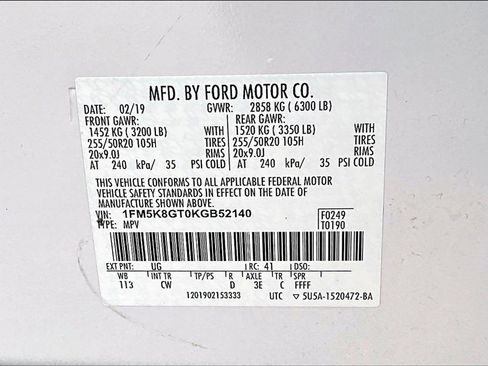 MFD. BY FORD MOTOR CO.
DATE: 02/19 GVWR: 2858 KG ( 6300 LB)
FRONT GAWR: REAR GAWR:
1452 KG ( 3200 LB) WITH 1520 KG ( 3350 LB) WITH
255/50R20 105H TIRES 255/50R20 105H TIRES
20x9.0J RIMS 20x9.0J RIMS
AT 240 kPa/ 35 PSI COLD AT 240 kPa/ 35 PSI COLD
THIS VEHICLE CONFORMS TO ALL APPLICABLE FEDERAL MOTOR
VEHICLE SAFETY STANDARDS IN EFFECT ON THE DATE OF
MANUFACTURE SHOWN ABOVE.
VIN: 1FM5K8GT0KGB52140 F0249
TYPE: MPV T0190
EXT PNT: UG RC: 41 DSO:
WB INT TR TP/PS R AXLE TR SPR
113 CW D 3E C FFFF
1201902153333 UTC ▽ 5U5A-1520472-BA